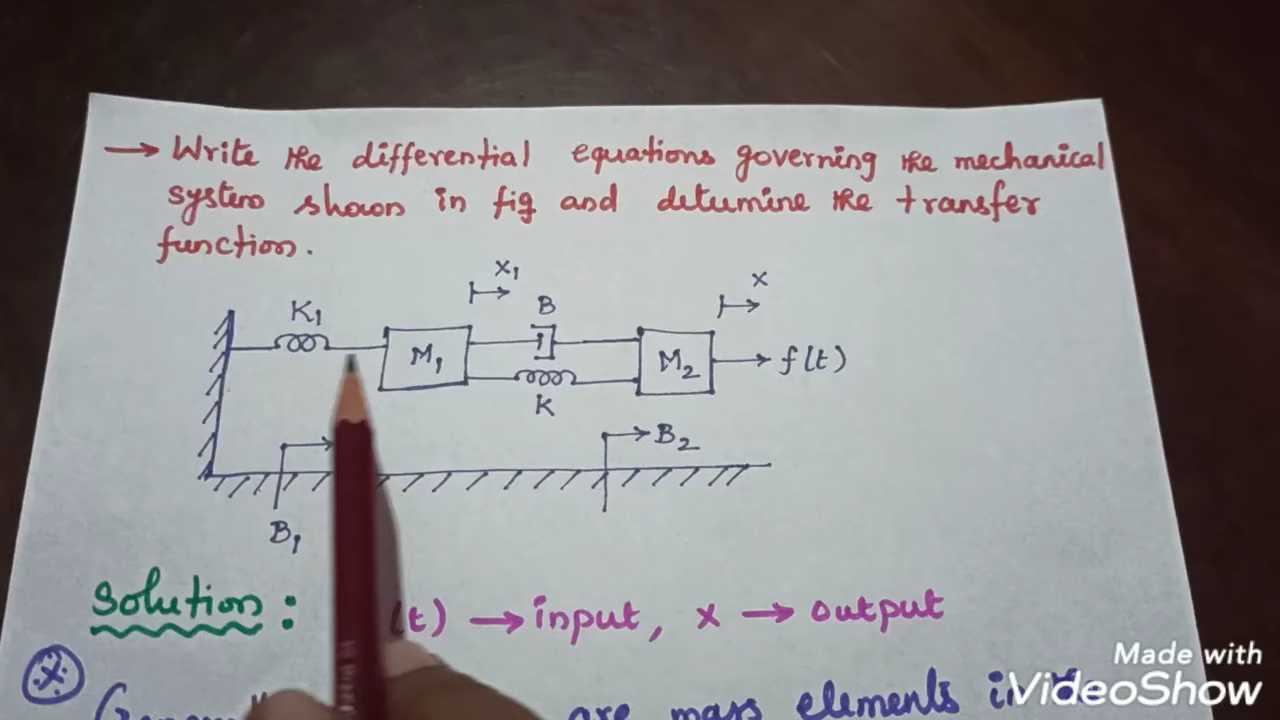 → Write the differential equations governing the mechanical
system shown in fig and detumine the transfer
function.
x₁
x
K₁
B
M₁
M₂
f(t)
K
B₂
B₁
Solution:
(t) → input, x → output
are mass elements in
Made with
VideoShow